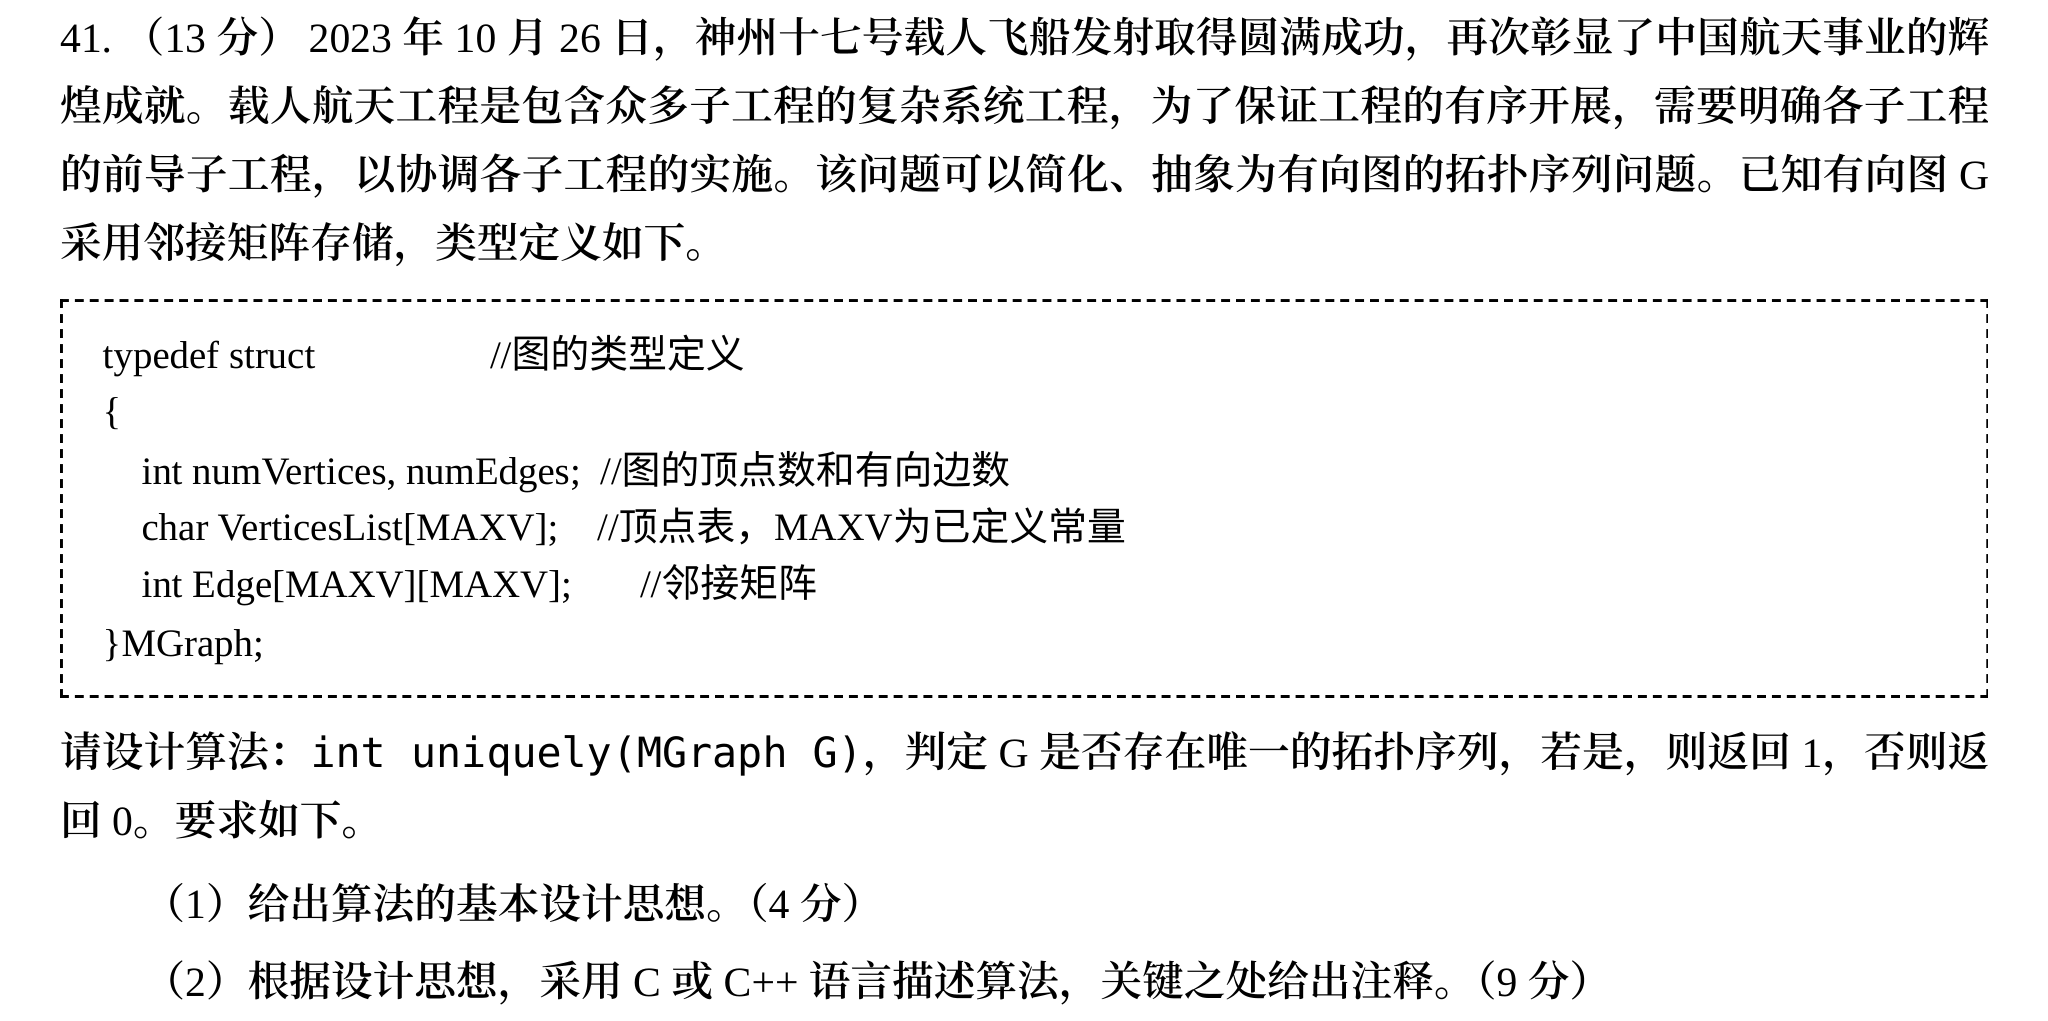 41. （13 分） 2023 年 10 月 26 日，神州十七号载人飞船发射取得圆满成功，再次彰显了中国航天事业的辉
煌成就。载人航天工程是包含众多子工程的复杂系统工程，为了保证工程的有序开展，需要明确各子工程
的前导子工程，以协调各子工程的实施。该问题可以简化、抽象为有向图的拓扑序列问题。已知有向图 G
采用邻接矩阵存储，类型定义如下。
typedef struct //图的类型定义
{
int numVertices, numEdges; //图的顶点数和有向边数
char VerticesList[MAXV]; //顶点表，MAXV为已定义常量
int Edge[MAXV][MAXV]; //邻接矩阵
}MGraph;
请设计算法：int uniquely(MGraph G)，判定 G 是否存在唯一的拓扑序列，若是，则返回 1，否则返
回 0。要求如下。
（1）给出算法的基本设计思想。（4 分）
（2）根据设计思想，采用 C 或 C++ 语言描述算法，关键之处给出注释。（9 分）